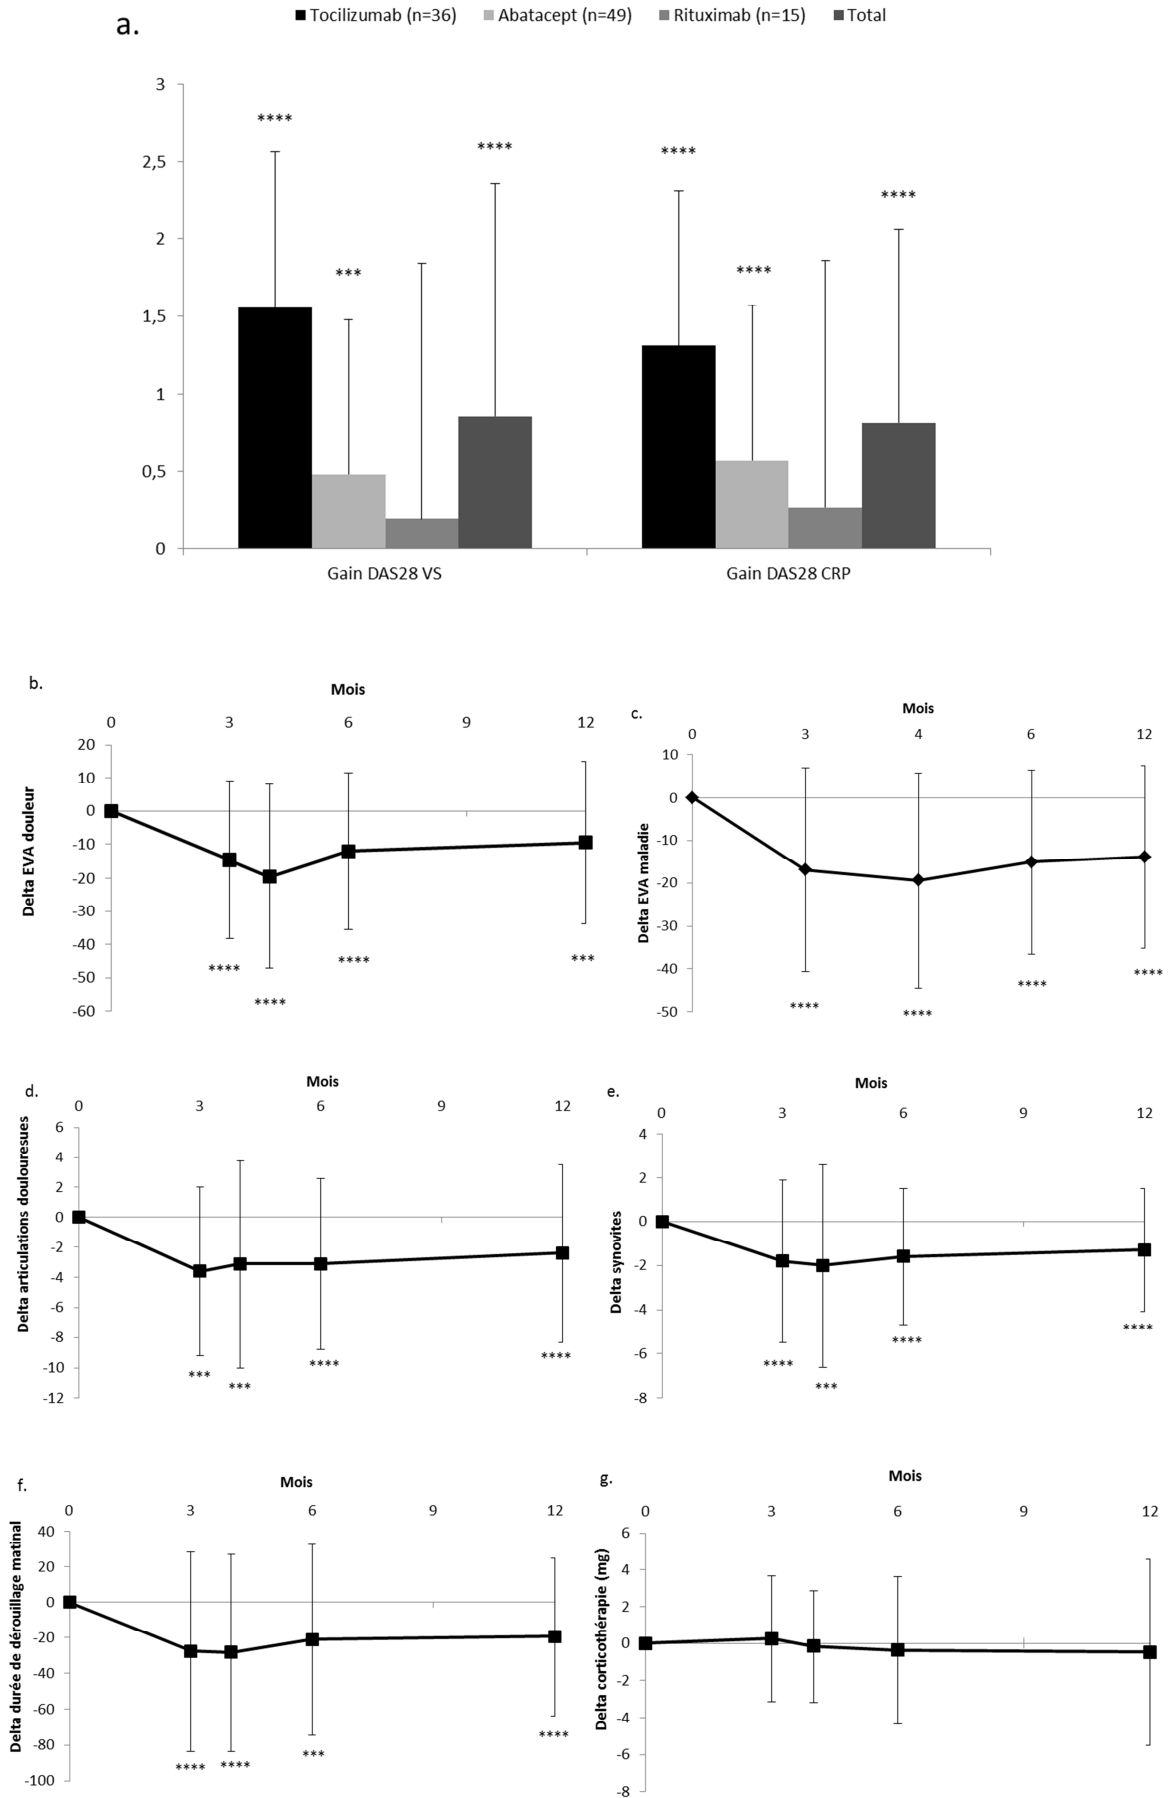 Tocilizumab (n=36) Abatacept (n=49) Rituximab (n=15) Total
a.
3
2,5
2
1,5
1
0,5
0
****
***
****
****
****
****
Gain DAS28 VS Gain DAS28 CRP
b.
Mois
0 3 6 9 12
Delta EVA douleur
20
10
0
-10
-20
-30
-40
-50
-60
**** **** **** ***
c.
Mois
0 3 4 6 12
Delta EVA maladie
10
0
-10
-20
-30
-40
-50
**** **** **** ****
d.
Mois
0 3 6 9 12
Delta articulations doulouresues
6
4
2
0
-2
-4
-6
-8
-10
-12
*** *** **** ****
e.
Mois
0 3 6 9 12
Delta synovites
4
2
0
-2
-4
-6
-8
**** *** **** ****
f.
Mois
0 3 6 9 12
Delta durée de dérouillage matinal
40
20
0
-20
-40
-60
-80
-100
**** **** *** ****
g.
Mois
0 3 6 9 12
Delta corticothérapie (mg)
6
4
2
0
-2
-4
-6
-8